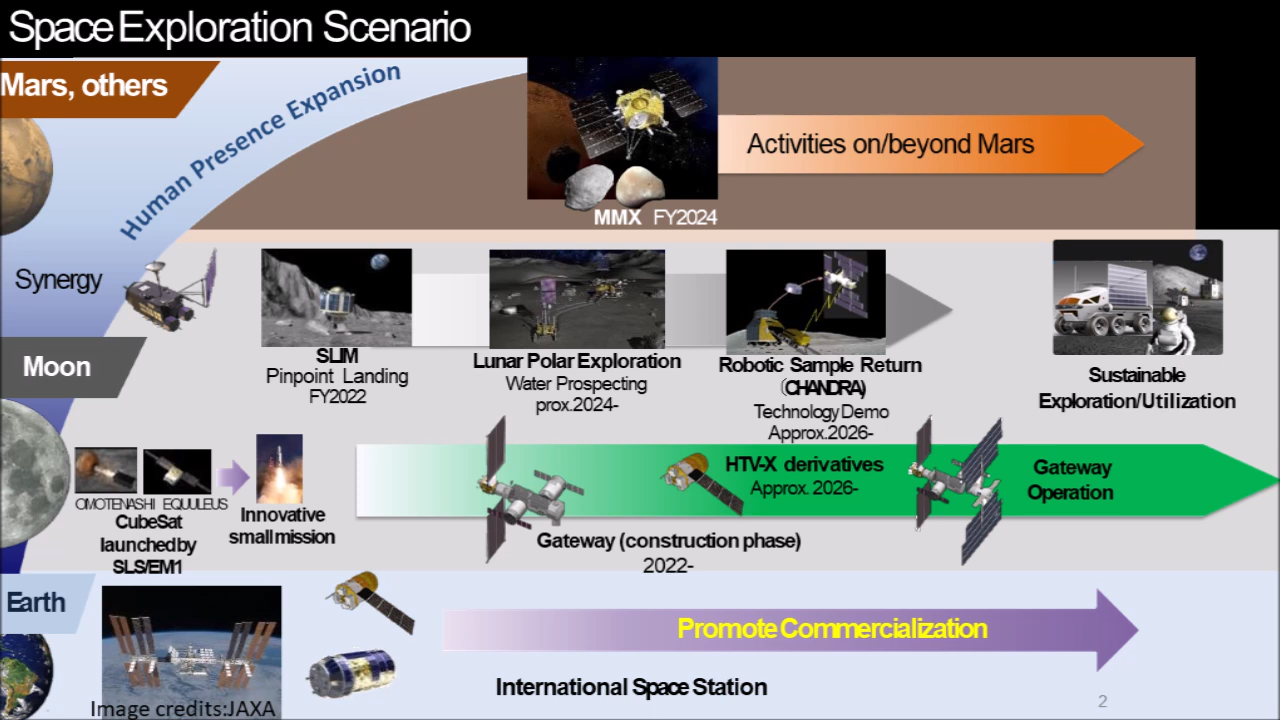 Space Exploration Scenario
Mars, others
Human Presence Expansion
Activities on/beyond Mars
MMX FY2024
Synergy
SLIM
Pinpoint Landing
FY2022
Lunar Polar Exploration
Water Prospecting
prox.2024-
Robotic Sample Return
(CHANDRA)
Technology Demo
Approx.2026-
Sustainable
Exploration/Utilization
Moon
OMOTENASHI EQUULEUS
CubeSat
launched by
SLS/EM1
Innovative
small mission
HTV-X derivatives
Approx. 2026-
Gateway
Operation
Gateway (construction phase)
2022-
Earth
Promote Commercialization
International Space Station
Image credits:JAXA
2